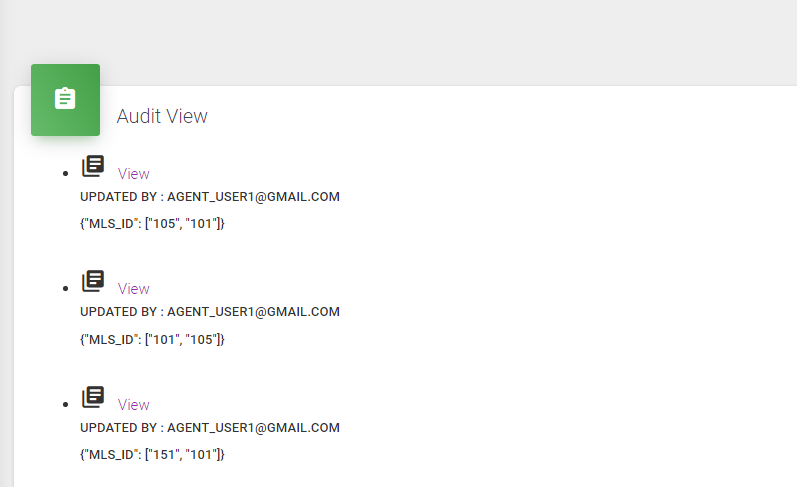 Audit View
View
UPDATED BY : AGENT_USER1@GMAIL.COM
{"MLS_ID": ["105", "101"]}
View
UPDATED BY : AGENT_USER1@GMAIL.COM
{"MLS_ID": ["101", "105"]}
View
UPDATED BY : AGENT_USER1@GMAIL.COM
{"MLS_ID": ["151", "101"]}